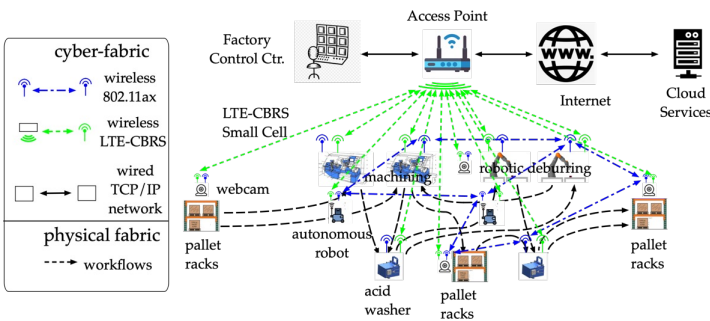 Access Point
cyber-fabric
wireless
802.11ax
wireless
LTE-CBRS
wired
TCP/IP
network
physical fabric
workflows
Factory
Control Ctr.
WWW.
Internet
Cloud
Services
LTE-CBRS
Small Cell
webcam
machining
robotic deburring
pallet
racks
autonomous
robot
acid
washer
pallet
racks
pallet
racks